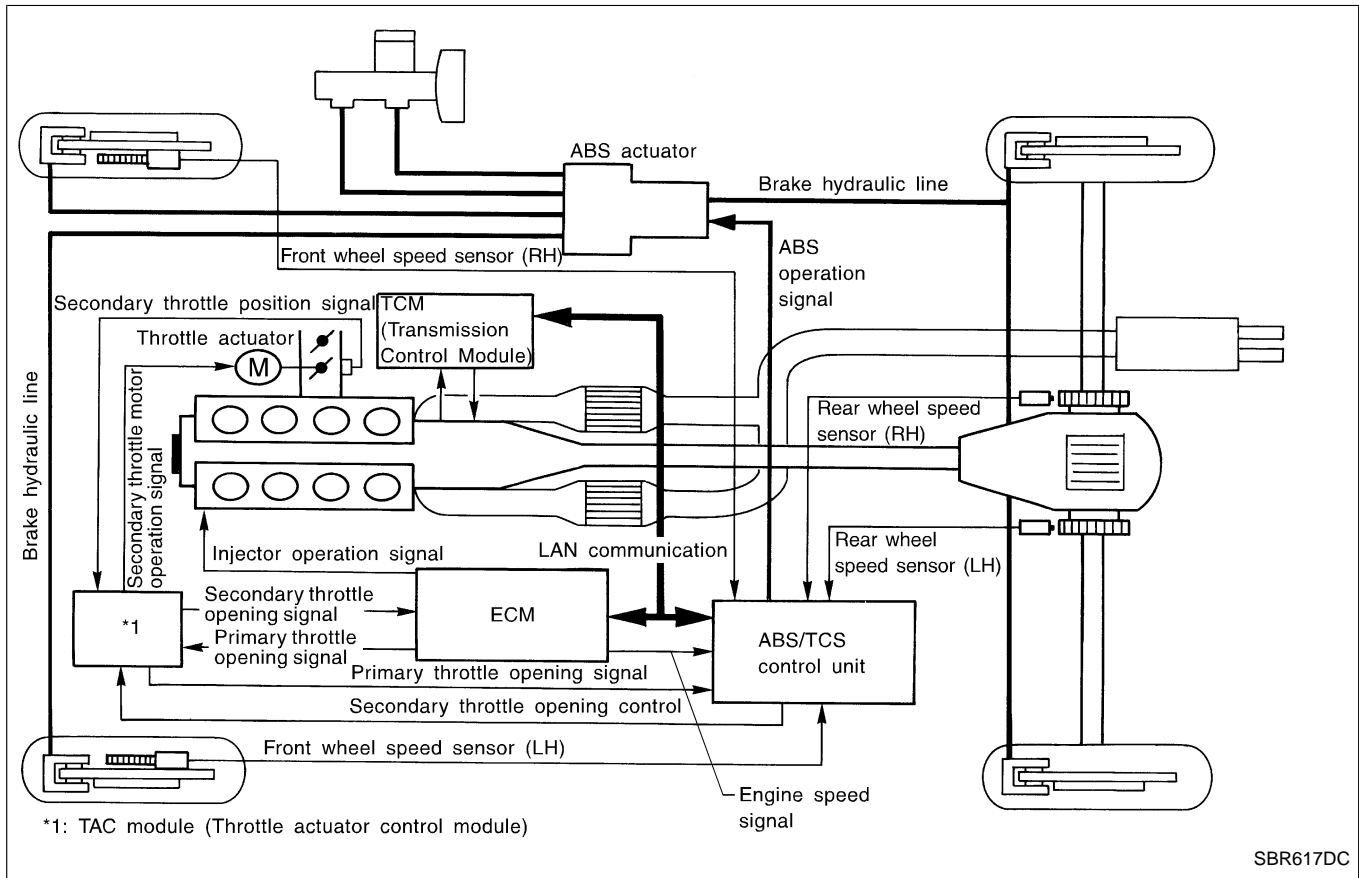 ABS actuator
Brake hydraulic line
Front wheel speed sensor (RH)
ABS
operation
signal
Secondary throttle position signal
TCM
(Transmission
Control Module)
Throttle actuator
M
Brake hydraulic line
Secondary throttle motor
operation signal
Rear wheel speed
sensor (RH)
Injector operation signal
LAN communication
Rear wheel
speed sensor (LH)
Secondary throttle
opening signal
ECM
*1
Primary throttle
opening signal
ABS/TCS
control unit
Primary throttle opening signal
Secondary throttle opening control
Front wheel speed sensor (LH)
Engine speed
signal
*1: TAC module (Throttle actuator control module)
SBR617DC